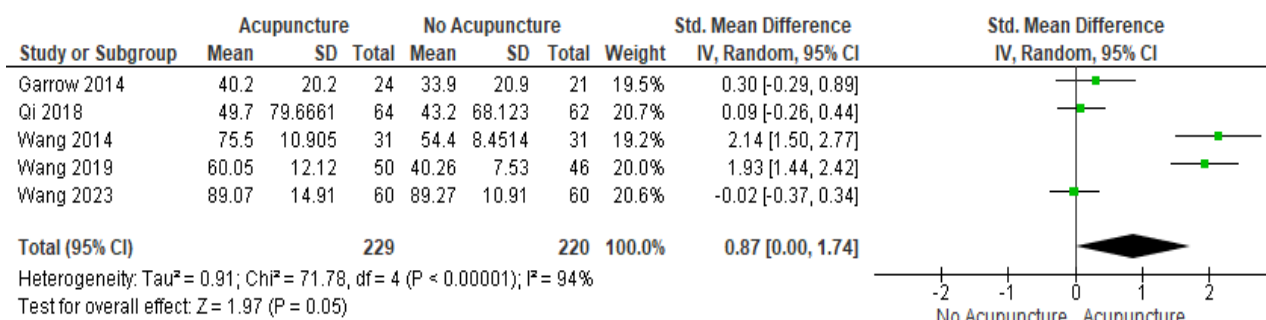 Acupuncture No Acupuncture Std. Mean Difference Std. Mean Difference
Study or Subgroup Mean SD Total Mean SD Total Weight IV, Random, 95% CI IV, Random, 95% CI
Garrow 2014 40.2 20.2 24 33.9 20.9 21 19.5% 0.30 [-0.29, 0.89]
Qi 2018 49.7 79.6661 64 43.2 68.123 62 20.7% 0.09 [-0.26, 0.44]
Wang 2014 75.5 10.905 31 54.4 8.4514 31 19.2% 2.14 [1.50, 2.77]
Wang 2019 60.05 12.12 50 40.26 7.53 46 20.0% 1.93 [1.44, 2.42]
Wang 2023 89.07 14.91 60 89.27 10.91 60 20.6% -0.02 [-0.37, 0.34]
Total (95% CI) 229 220 100.0% 0.87 [0.00, 1.74]
Heterogeneity: Tau² = 0.91; Chi² = 71.78, df = 4 (P < 0.00001); I² = 94%
Test for overall effect: Z = 1.97 (P = 0.05)
-2 -1 0 1 2
No Acupuncture Acupuncture